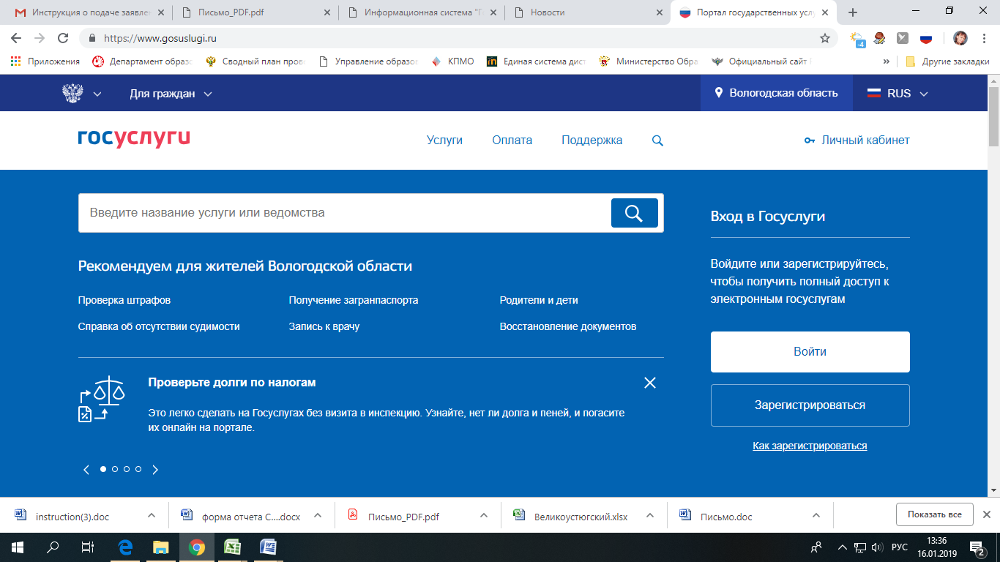 Инструкция о подаче заявлен
Письмо_PDF.pdf
Информационная система "Г
Новости
Портал государственных услу
https://www.gosuslugi.ru
-4
Приложения
Департамент образо
Сводный план прове
Управление образо
КПМО
Единая система дист
Министерство Обра
Официальный сайт
»
Другие закладки
Для граждан
Вологодская область
RUS
госуслуги
Услуги
Оплата
Поддержка
Личный кабинет
Введите название услуги или ведомства
Рекомендуем для жителей Вологодской области
Проверка штрафов
Получение загранпаспорта
Родители и дети
Справка об отсутствии судимости
Запись к врачу
Восстановление документов
Проверьте долги по налогам
Это легко сделать на Госуслугах без визита в инспекцию. Узнайте, нет ли долга и пеней, и погасите
их онлайн на портале.
Вход в Госуслуги
Войдите или зарегистрируйтесь,
чтобы получить полный доступ к
электронным госуслугам
Войти
Зарегистрироваться
Как зарегистрироваться
instruction(3).doc
форма отчета С....docx
Письмо_PDF.pdf
Великоустюгский.xlsx
Письмо.doc
Показать все
РУС
13:36
16.01.2019
2